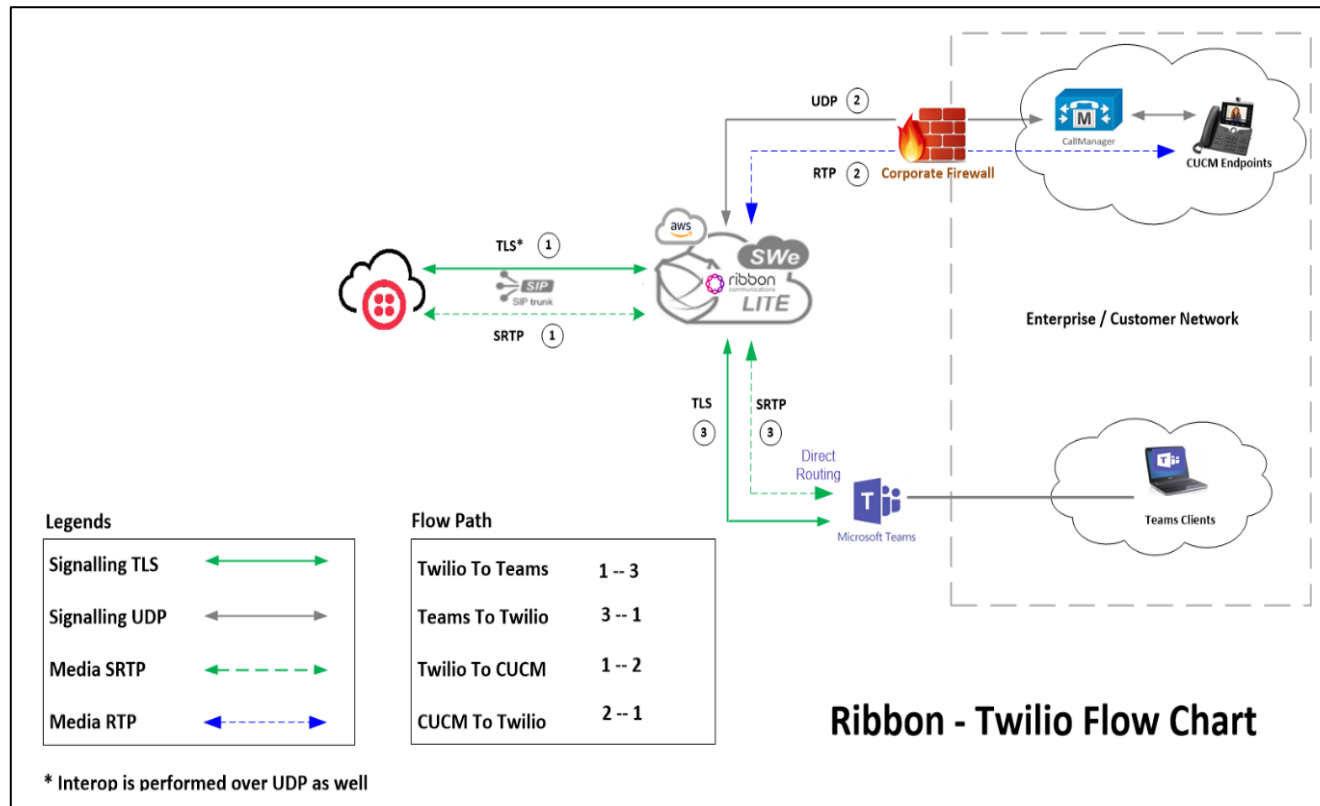 UDP 2
M
CallManager
CUCM Endpoints
RTP 2
Corporate Firewall
aws
SWe
ribbon
communications
LITE
TLS* 1
SIP
SIP trunk
SRTP 1
Enterprise / Customer Network
TLS
3
SRTP
3
Direct
Routing
T
Microsoft Teams
T
Teams Clients
Legends
Signalling TLS
Signalling UDP
Media SRTP
Media RTP
Flow Path
Twilio To Teams 1 -- 3
Teams To Twilio 3 -- 1
Twilio To CUCM 1 -- 2
CUCM To Twilio 2 -- 1
Ribbon - Twilio Flow Chart
* Interop is performed over UDP as well